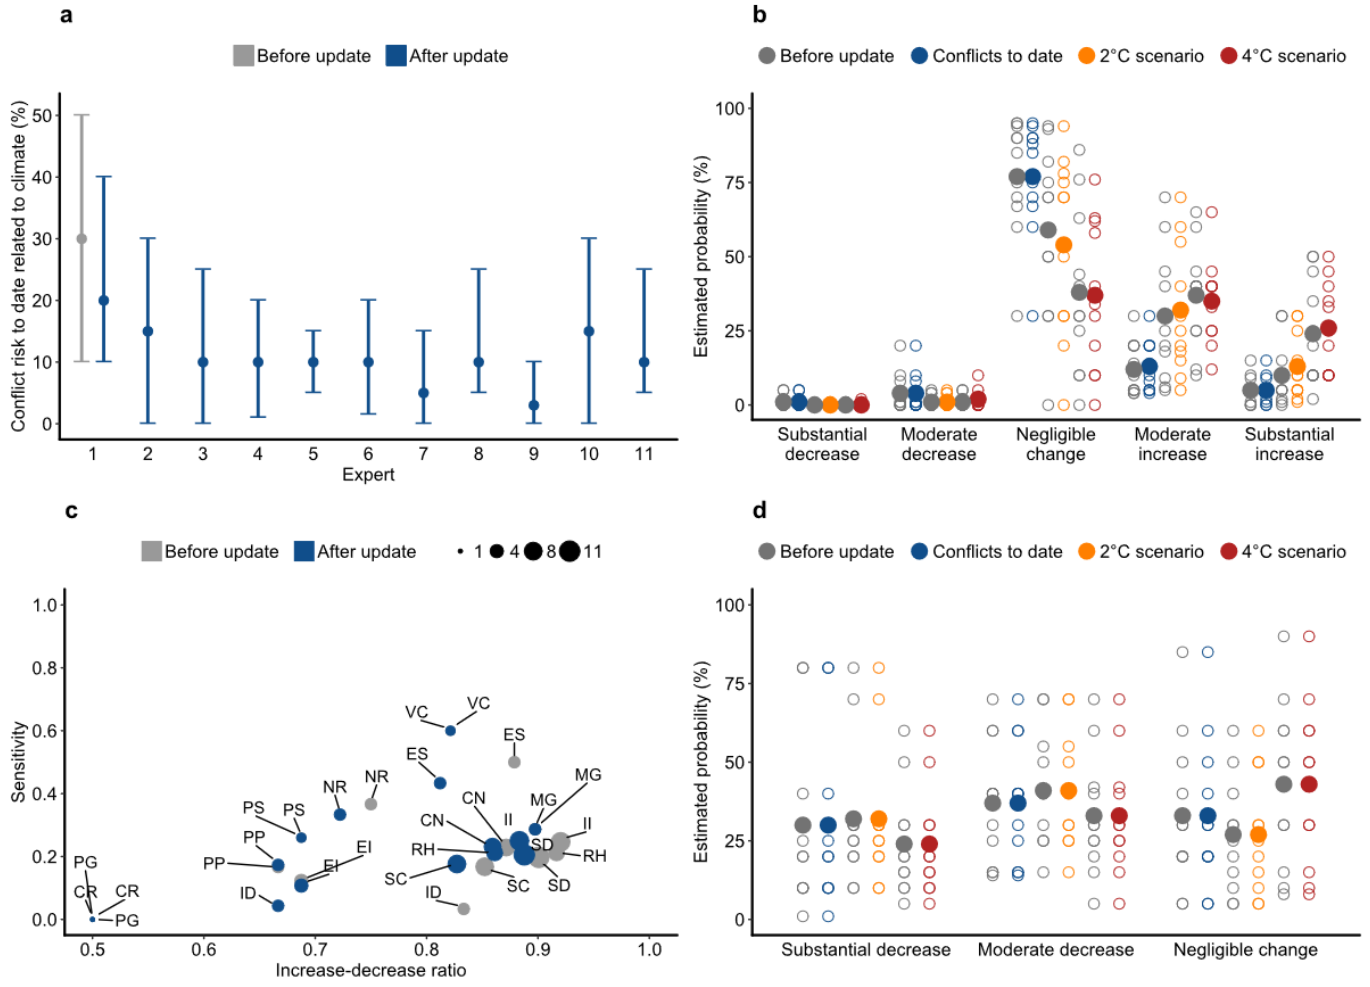 a
Before update After update
Conflict risk to date related to climate (%)
50
40
30
20
10
0
1 2 3 4 5 6 7 8 9 10 11
Expert
b
Before update Conflicts to date 2°C scenario 4°C scenario
Estimated probability (%)
100
75
50
25
0
Substantial decrease
Moderate decrease
Negligible change
Moderate increase
Substantial increase
c
Before update After update 1 4 8 11
Sensitivity
1.0
0.8
0.6
0.4
0.2
0.0
VC VC
ES
ES
MG
NR NR
CN MG
PS PS
CN II II
PP
RH SD RH
EI
PP EI
PG
SC SC SD
CR CR
ID ID
PG
0.5 0.6 0.7 0.8 0.9 1.0
Increase-decrease ratio
d
Before update Conflicts to date 2°C scenario 4°C scenario
Estimated probability (%)
100
75
50
25
0
Substantial decrease Moderate decrease Negligible change